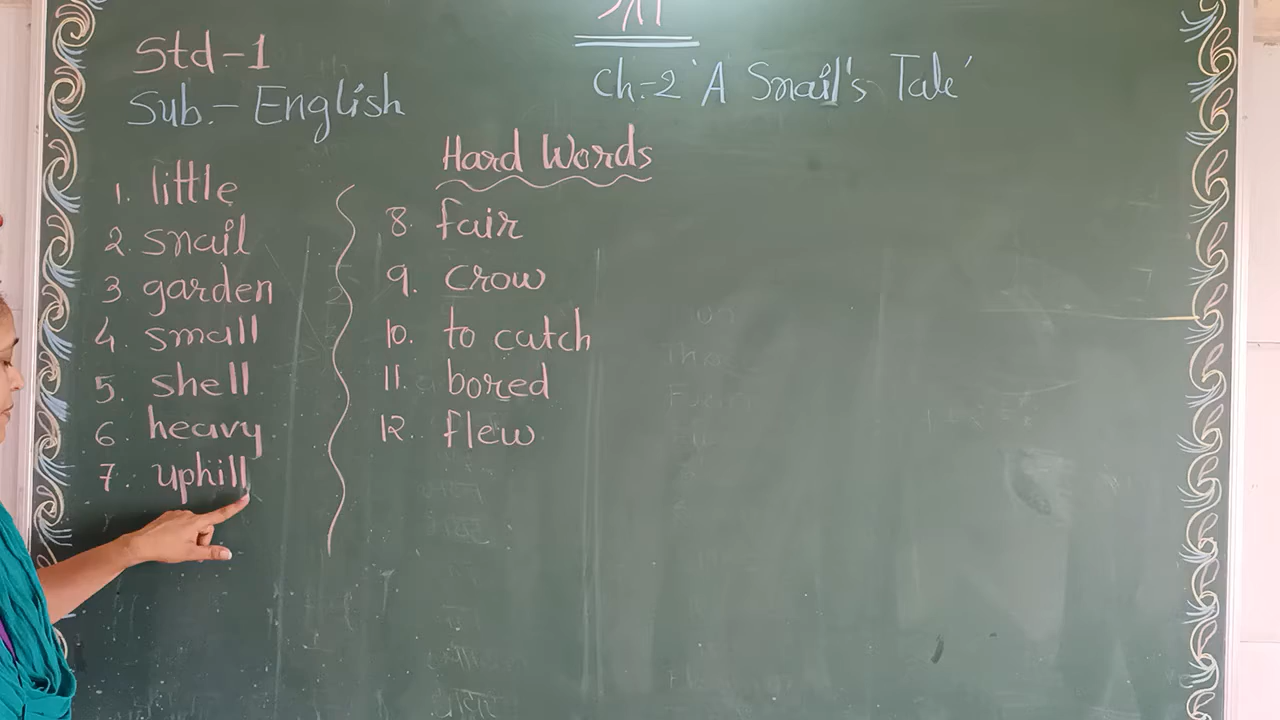 श्री
Std-1
Sub.- English
Ch:-2 'A Snail's Tale'
Hard Words
1. little
2. snail
3. garden
4. small
5. shell
6. heavy
7. uphill
8. fair
9. crow
10. to catch
11. bored
12. flew